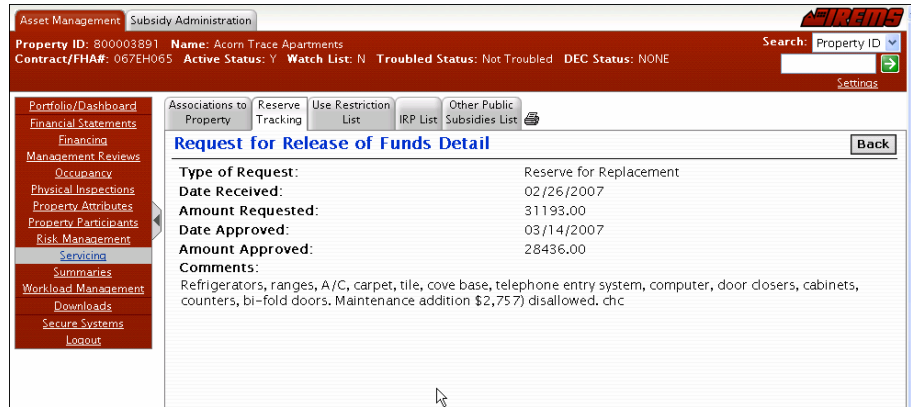 Asset Management Subsidy Administration
iREMS
Property ID: 800003891 Name: Acorn Trace Apartments
Contract/FHA#: 067EH065 Active Status: Y Watch List: N Troubled Status: Not Troubled DEC Status: NONE
Search: Property ID
Settings
Portfolio/Dashboard
Financial Statements
Financing
Management Reviews
Occupancy
Physical Inspections
Property Attributes
Property Participants
Risk Management
Servicing
Summaries
Workload Management
Downloads
Secure Systems
Logout
Associations to Property
Reserve Tracking
Use Restriction List
IRP List
Other Public Subsidies List
Request for Release of Funds Detail
Back
Type of Request: Reserve for Replacement
Date Received: 02/26/2007
Amount Requested: 31193.00
Date Approved: 03/14/2007
Amount Approved: 28436.00
Comments:
Refrigerators, ranges, A/C, carpet, tile, cove base, telephone entry system, computer, door closers, cabinets,
counters, bi-fold doors. Maintenance addition $2,757) disallowed. chc